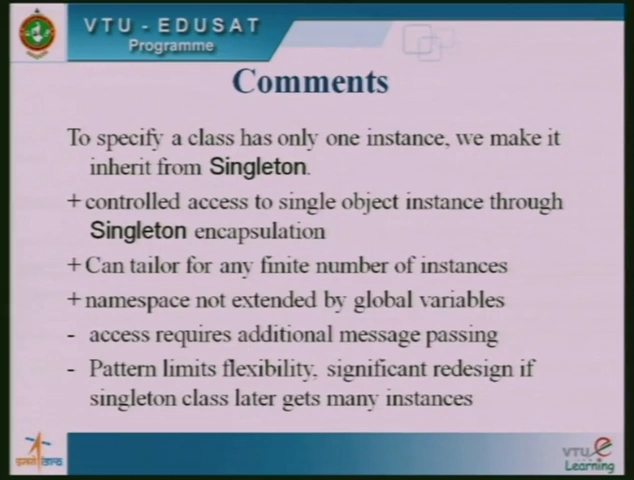 VTU - EDUSAT
Programme
Comments
To specify a class has only one instance, we make it
inherit from Singleton.
+ controlled access to single object instance through
Singleton encapsulation
+ Can tailor for any finite number of instances
+ namespace not extended by global variables
- access requires additional message passing
- Pattern limits flexibility, significant redesign if
singleton class later gets many instances
VTU e
Learning